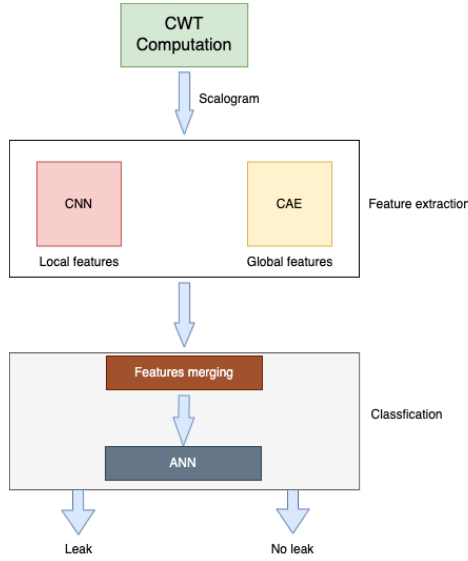 CWT
Computation
Scalogram
CNN
CAE
Feature extraction
Local features
Global features
Features merging
Classfication
ANN
Leak
No leak